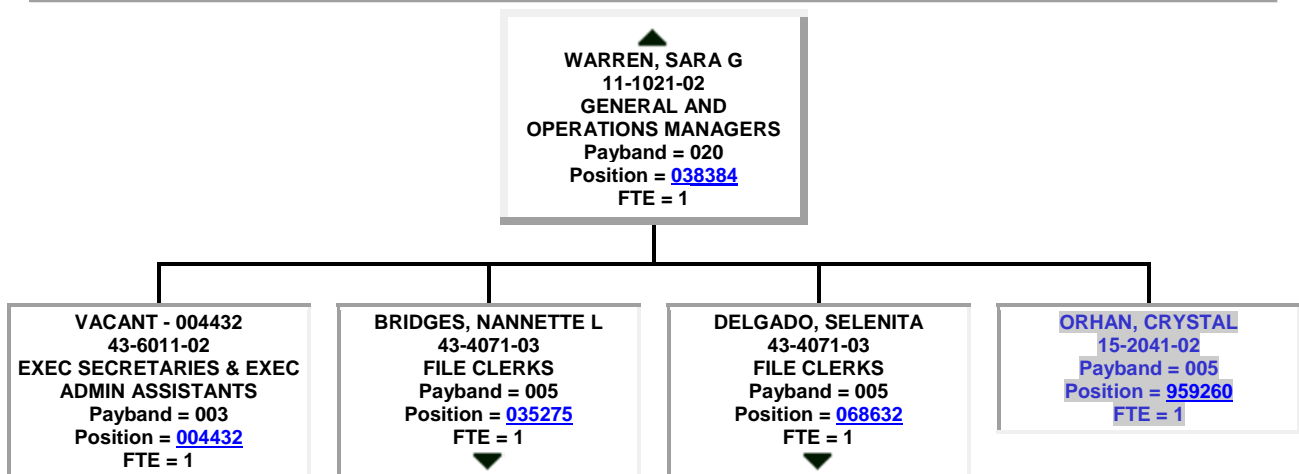 WARREN, SARA G
11-1021-02
GENERAL AND
OPERATIONS MANAGERS
Payband = 020
Position = 038384
FTE = 1
VACANT - 004432
43-6011-02
EXEC SECRETARIES & EXEC
ADMIN ASSISTANTS
Payband = 003
Position = 004432
FTE = 1
BRIDGES, NANNETTE L
43-4071-03
FILE CLERKS
Payband = 005
Position = 035275
FTE = 1
DELGADO, SELENITA
43-4071-03
FILE CLERKS
Payband = 005
Position = 068632
FTE = 1
ORHAN, CRYSTAL
15-2041-02
Payband = 005
Position = 959260
FTE = 1